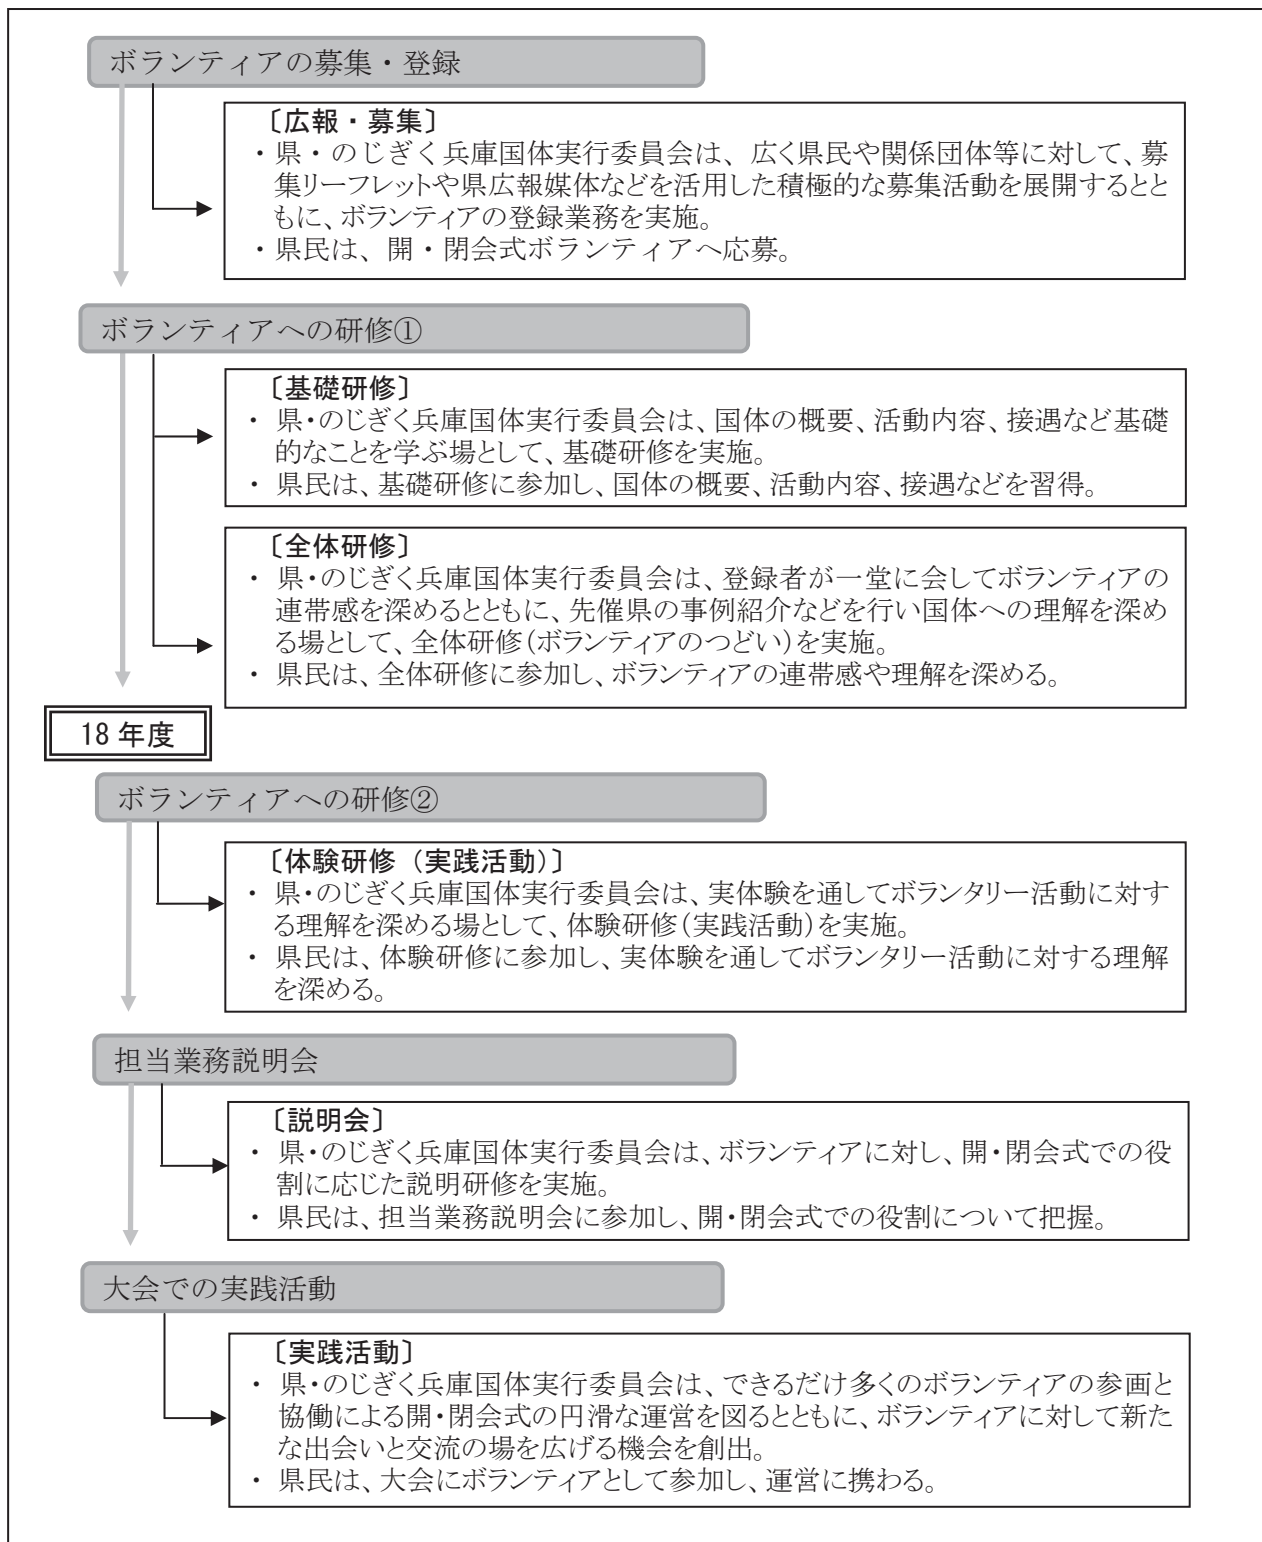 ボランティアの募集・登録
〔広報・募集〕
・県・のじぎく兵庫国体実行委員会は、広く県民や関係団体等に対して、募
集リーフレットや県広報媒体などを活用した積極的な募集活動を展開するとと
もに、ボランティアの登録業務を実施。
・県民は、開・閉会式ボランティアへ応募。
ボランティアへの研修①
〔基礎研修〕
・ 県・のじぎく兵庫国体実行委員会は、国体の概要、活動内容、接遇など基礎
的なことを学ぶ場として、基礎研修を実施。
・ 県民は、基礎研修に参加し、国体の概要、活動内容、接遇などを習得。
〔全体研修〕
・ 県・のじぎく兵庫国体実行委員会は、登録者が一堂に会してボランティアの
連帯感を深めるとともに、先催県の事例紹介などを行い国体への理解を深め
る場として、全体研修(ボランティアのつどい)を実施。
・ 県民は、全体研修に参加し、ボランティアの連帯感や理解を深める。
18 年度
ボランティアへの研修②
〔体験研修(実践活動)〕
・ 県・のじぎく兵庫国体実行委員会は、実体験を通してボランタリー活動に対す
る理解を深める場として、体験研修(実践活動)を実施。
・ 県民は、体験研修に参加し、実体験を通してボランタリー活動に対する理解
を深める。
担当業務説明会
〔説明会〕
・ 県・のじぎく兵庫国体実行委員会は、ボランティアに対し、開・閉会式での役
割に応じた説明研修を実施。
・ 県民は、担当業務説明会に参加し、開・閉会式での役割について把握。
大会での実践活動
〔実践活動〕
・ 県・のじぎく兵庫国体実行委員会は、できるだけ多くのボランティアの参画と
協働による開・閉会式の円滑な運営を図るとともに、ボランティアに対して新た
な出会いと交流の場を広げる機会を創出。
・ 県民は、大会にボランティアとして参加し、運営に携わる。